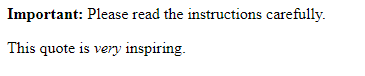 Important: Please read the instructions carefully.
This quote is very inspiring.